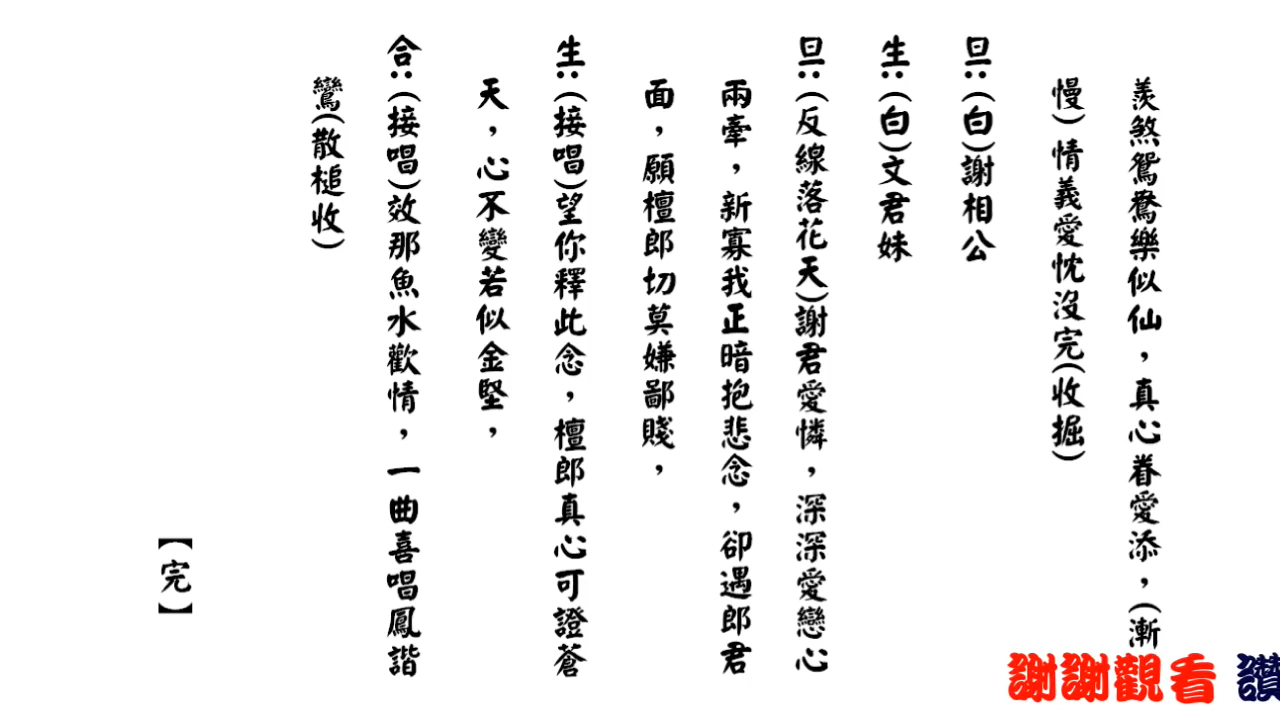 羨煞鴛鴦樂似仙，真心眷愛添，(漸
慢)情義愛忱沒完(收掘)
旦：(白)謝相公
生：(白)文君妹
旦：(反線落花天)謝君愛憐，深深愛戀心
兩牽，新寡我正暗抱悲念，卻遇郎君
面，願檀郎切莫嫌鄙賤，
生：(接唱)望你釋此念，檀郎真心可證蒼
天，心不變若似金堅，
合：(接唱)效那魚水歡情，一曲喜唱鳳諧
鸞(散槌收)
【完】
謝謝觀看 讚